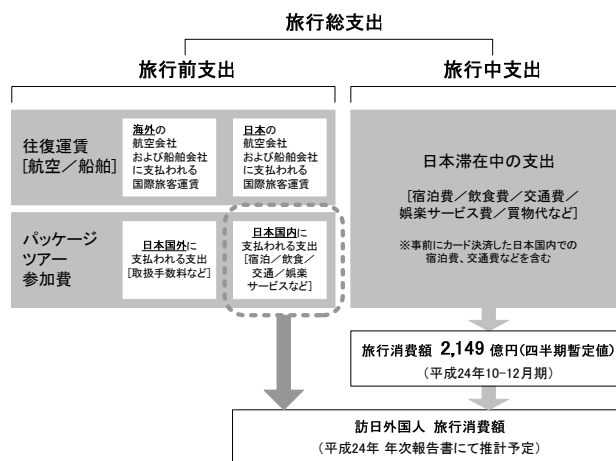 旅行総支出
旅行前支出
旅行中支出
往復運賃
[航空／船舶]
海外の
航空会社
および船舶会社
に支払われる
国際旅客運賃
日本の
航空会社
および船舶会社
に支払われる
国際旅客運賃
パッケージ
ツアー
参加費
日本国外に
支払われる支出
[取扱手数料など]
日本国内に
支払われる支出
[宿泊／飲食／
交通／娯楽
サービスなど]
日本滞在中の支出
[宿泊費／飲食費／交通費／
娯楽サービス費／買物代など]
※事前にカード決済した日本国内での
宿泊費、交通費などを含む
旅行消費額 2,149 億円(四半期暫定値)
(平成24年10-12月期)
訪日外国人 旅行消費額
(平成24年 年次報告書にて推計予定)